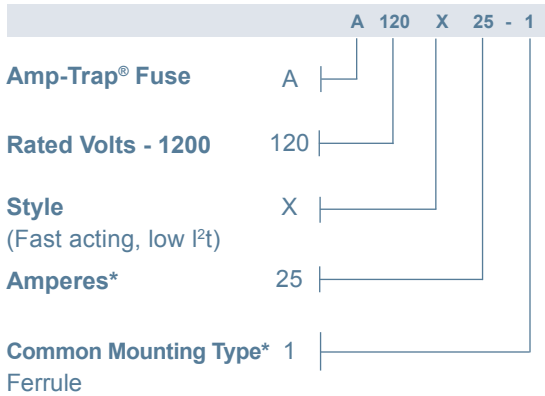 A 120 X 25 - 1
Amp-Trap® Fuse A
Rated Volts - 1200 120
Style X
(Fast acting, low I²t)
Amperes* 25
Common Mounting Type* 1
Ferrule